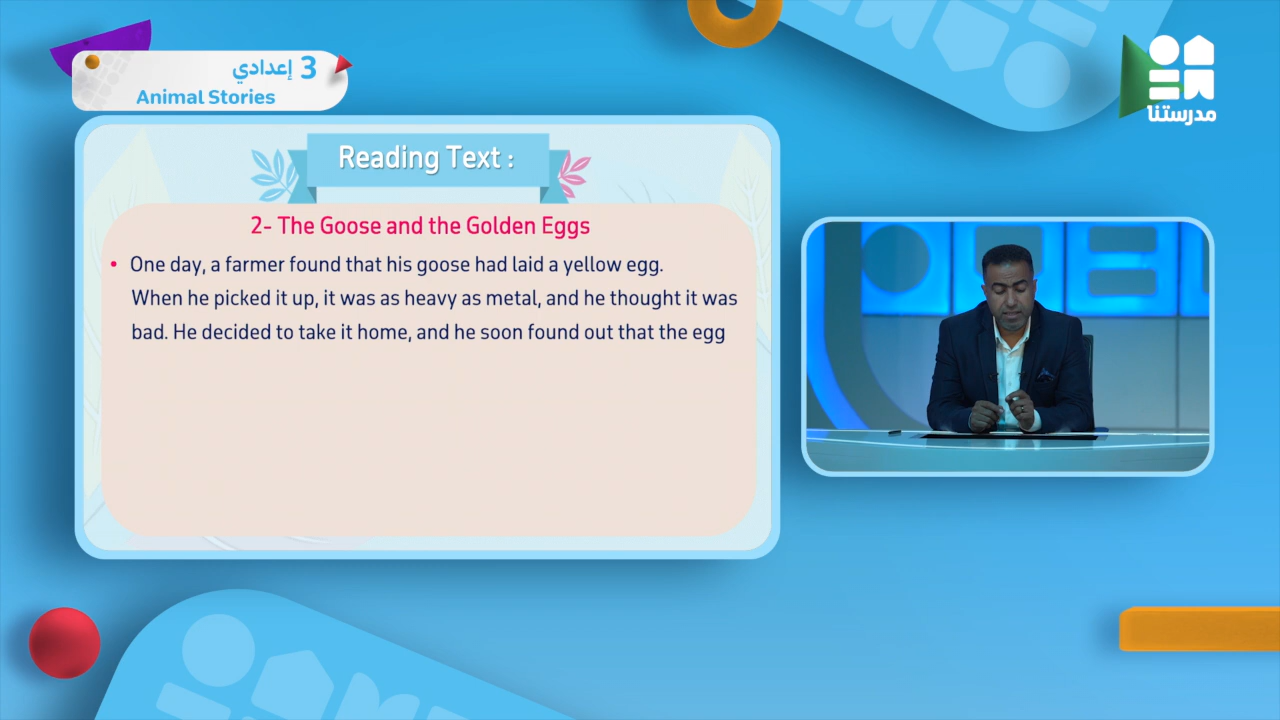 3 إعدادي
Animal Stories
مدرستنا
Reading Text :
2- The Goose and the Golden Eggs
• One day, a farmer found that his goose had laid a yellow egg.
When he picked it up, it was as heavy as metal, and he thought it was
bad. He decided to take it home, and he soon found out that the egg